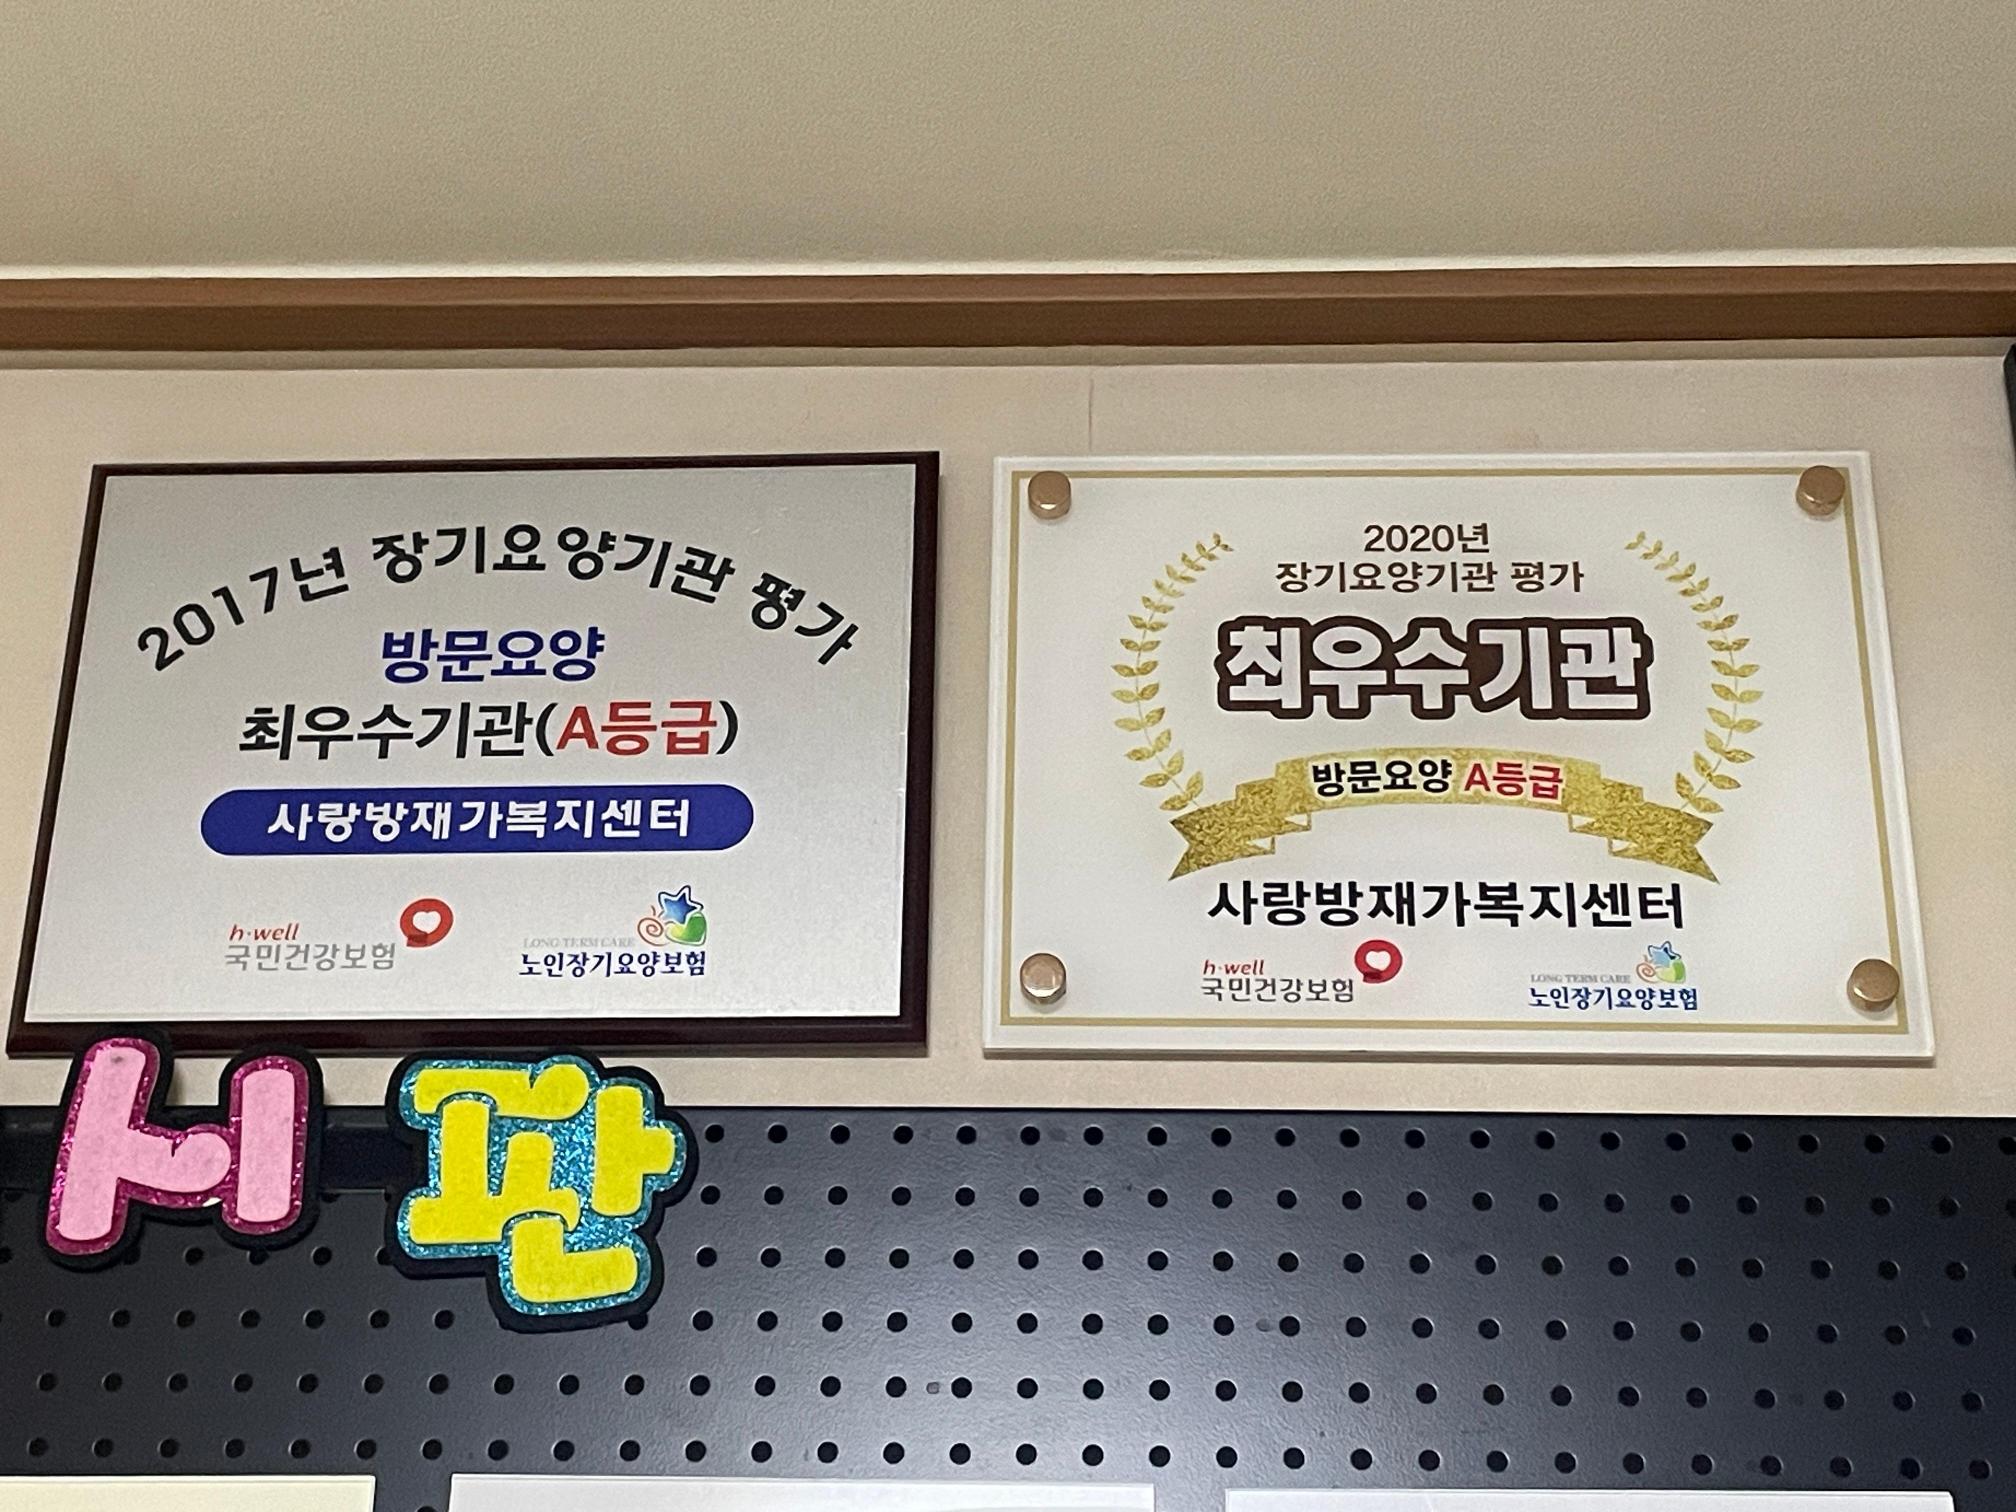 2017년 장기요양기관 평가
방문요양
최우수기관(A등급)
사랑방재가복지센터
h·well
국민건강보험
LONG TERM CARE
노인장기요양보험
2020년
장기요양기관 평가
최우수기관
방문요양 A등급
사랑방재가복지센터
h·well
국민건강보험
LONG TERM CARE
노인장기요양보험
시판